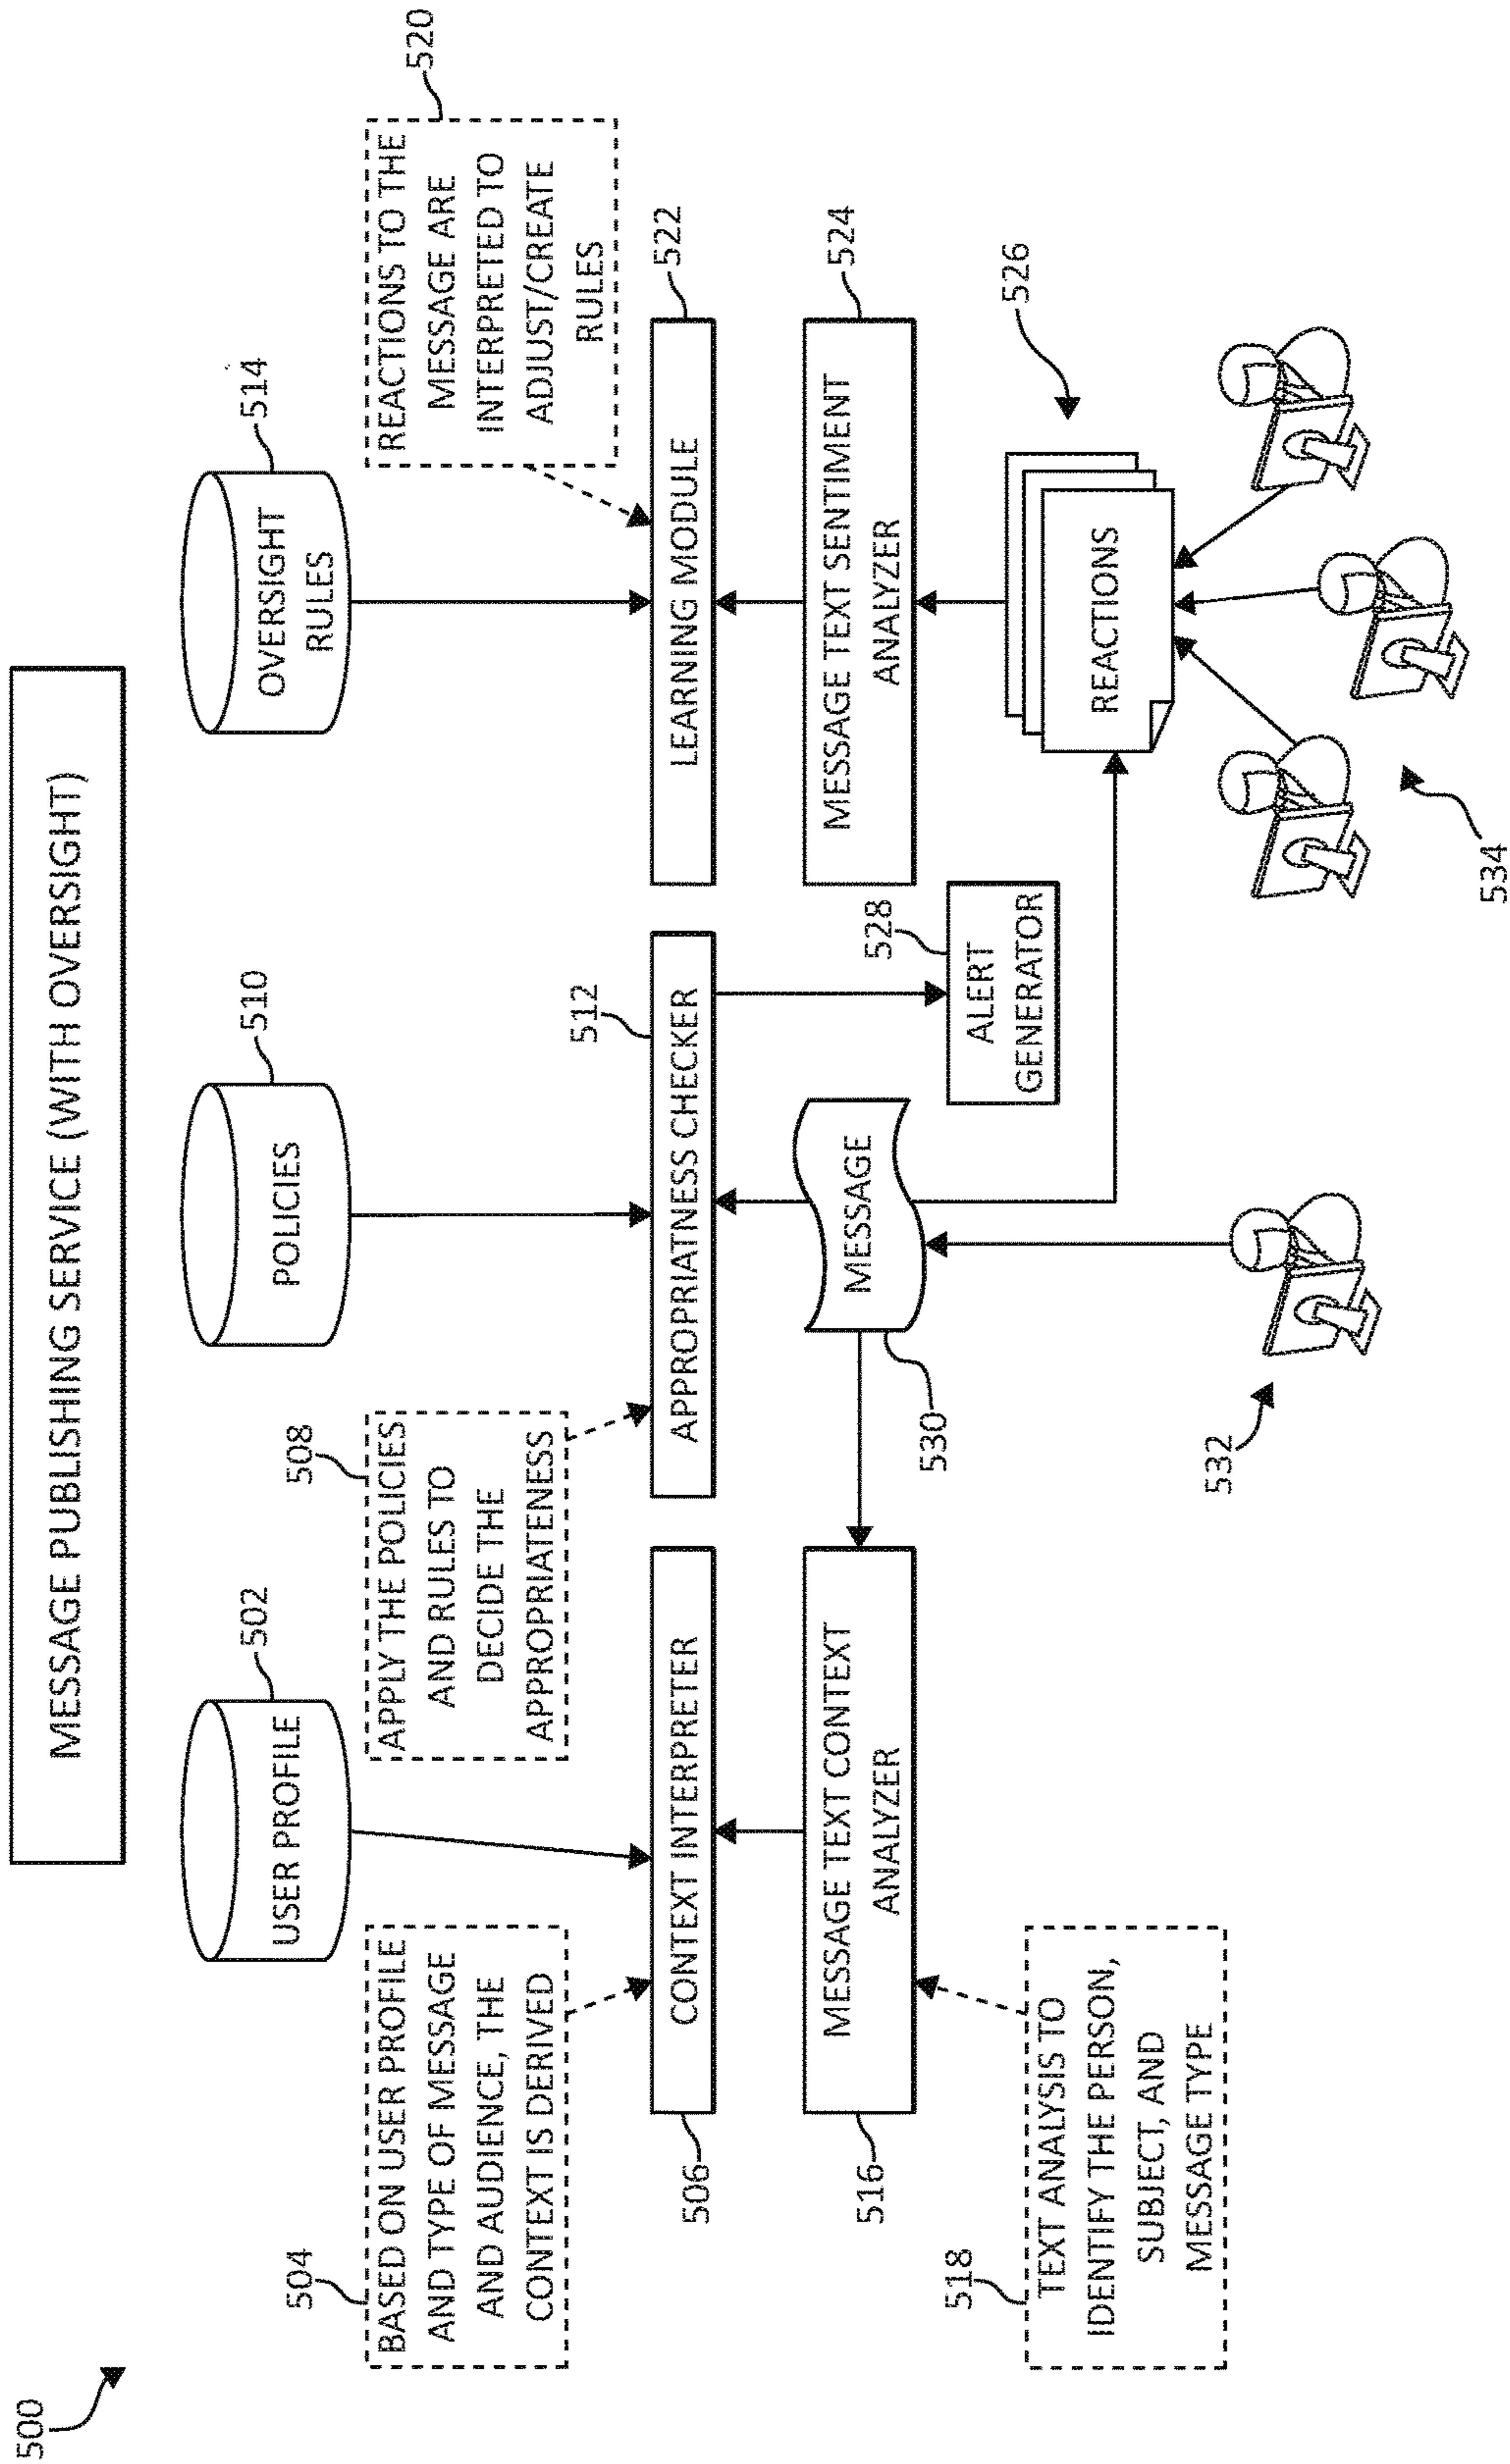 500
MESSAGE PUBLISHING SERVICE (WITH OVERSIGHT)
502
USER PROFILE
510
POLICIES
514
OVERSIGHT
RULES
504
BASED ON USER PROFILE
AND TYPE OF MESSAGE
AND AUDIENCE, THE
CONTEXT IS DERIVED
508
APPLY THE POLICIES
AND RULES TO
DECIDE THE
APPROPRIATENESS
520
REACTIONS TO THE
MESSAGE ARE
INTERPRETED TO
ADJUST/CREATE
RULES
506
CONTEXT INTERPRETER
512
APPROPRIATNESS CHECKER
522
LEARNING MODULE
516
MESSAGE TEXT CONTEXT
ANALYZER
530
MESSAGE
524
MESSAGE TEXT SENTIMENT
ANALYZER
528
ALERT
GENERATOR
518
TEXT ANALYSIS TO
IDENTIFY THE PERSON,
SUBJECT, AND
MESSAGE TYPE
526
REACTIONS
532
534